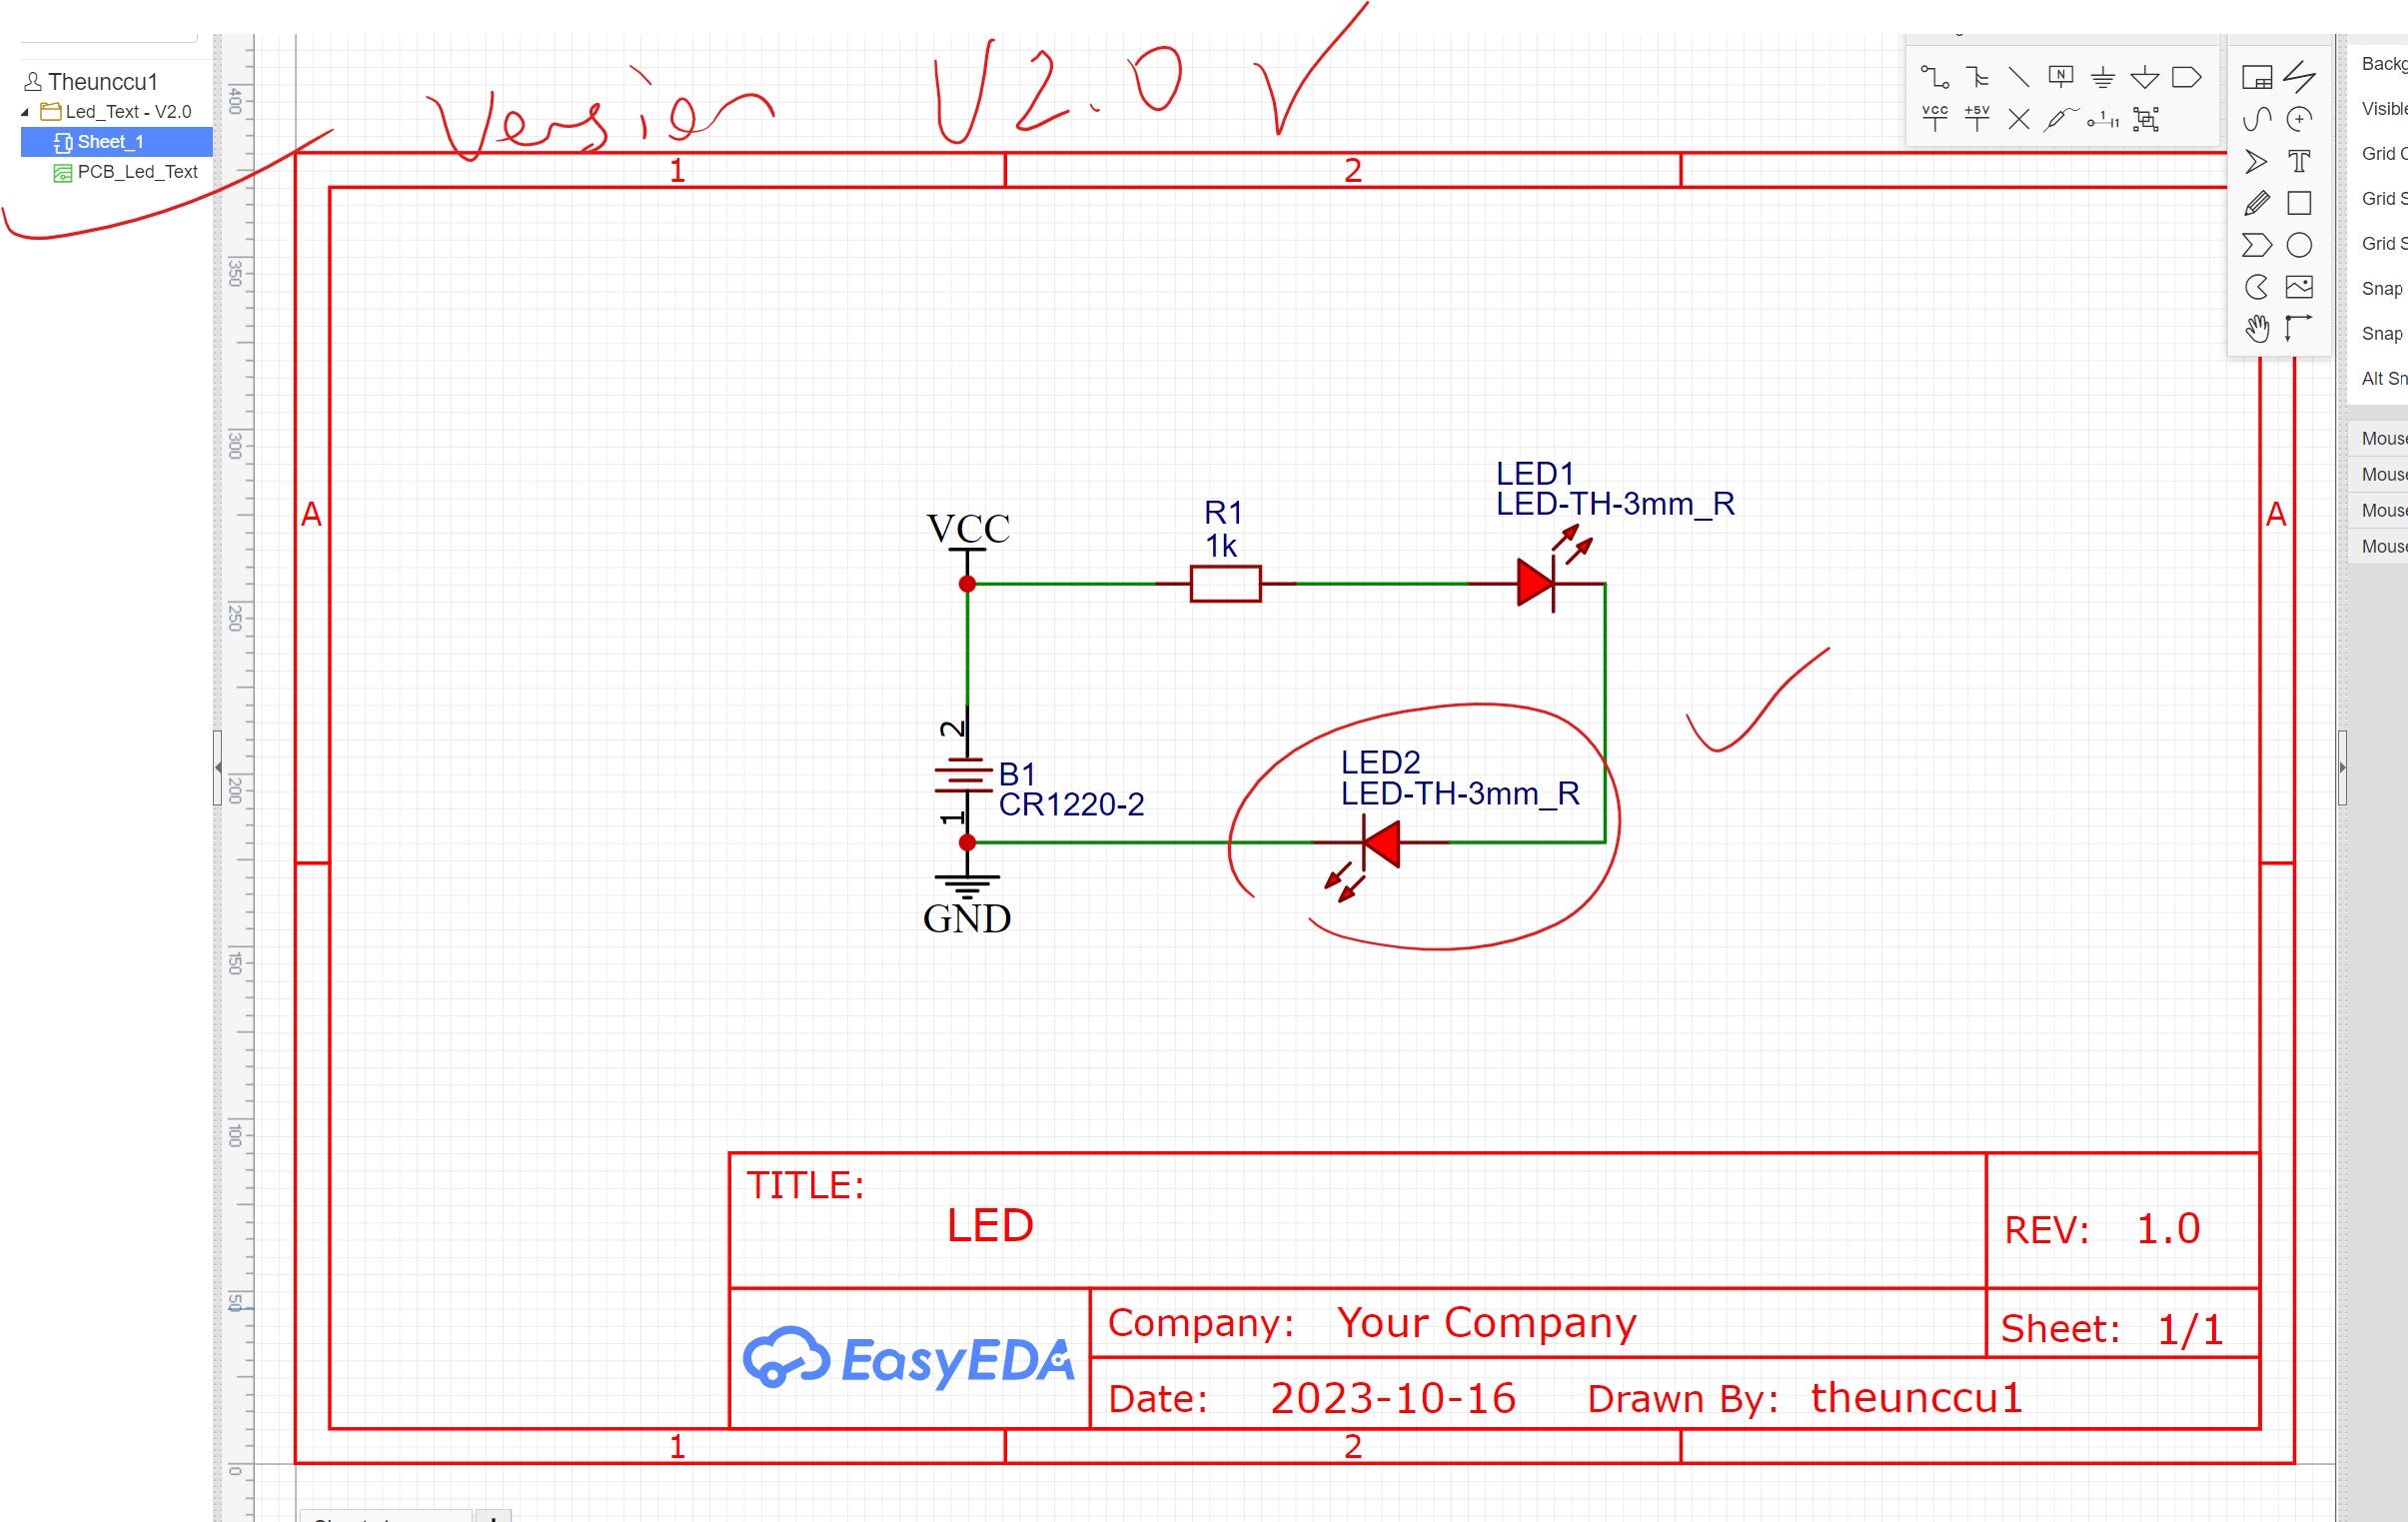 Version V2.0
Theunccu1
Led_Text - V2.0
Sheet_1
PCB_Led_Text
VCC +5V
N
1
1 2
400
350
300
250
200
150
100
50
0
A A
LED1
LED-TH-3mm_R
R1
1k
VCC
2
B1
CR1220-2
1
GND
LED2
LED-TH-3mm_R
TITLE:
LED
REV: 1.0
EasyEDA
Company: Your Company
Sheet: 1/1
Date: 2023-10-16 Drawn By: theunccu1
1 2
Backg
Visible
Grid C
Grid S
Grid S
Snap
Snap
Alt Sn
Mouse
Mouse
Mouse
Mouse